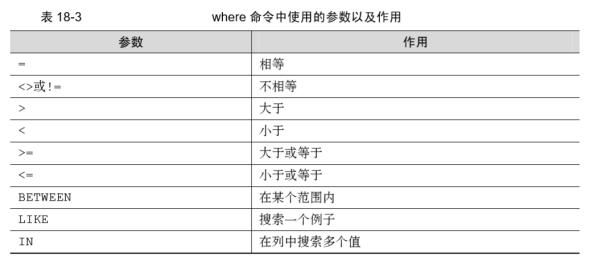 表 18-3 where 命令中使用的参数以及作用
参数 作用
= 相等
<>或!= 不相等
> 大于
< 小于
>= 大于或等于
<= 小于或等于
BETWEEN 在某个范围内
LIKE 搜索一个例子
IN 在列中搜索多个值